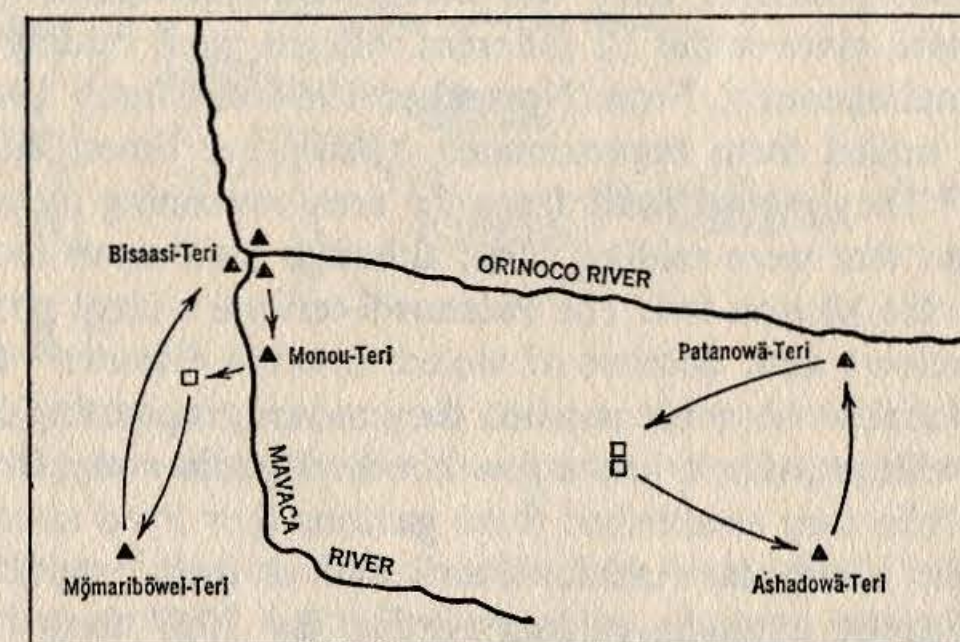 Bisaasi-Teri
ORINOCO RIVER
Monou-Teri
Patanowä-Teri
MAVACA
RIVER
Mömariböwei-Teri
Ashadowä-Teri